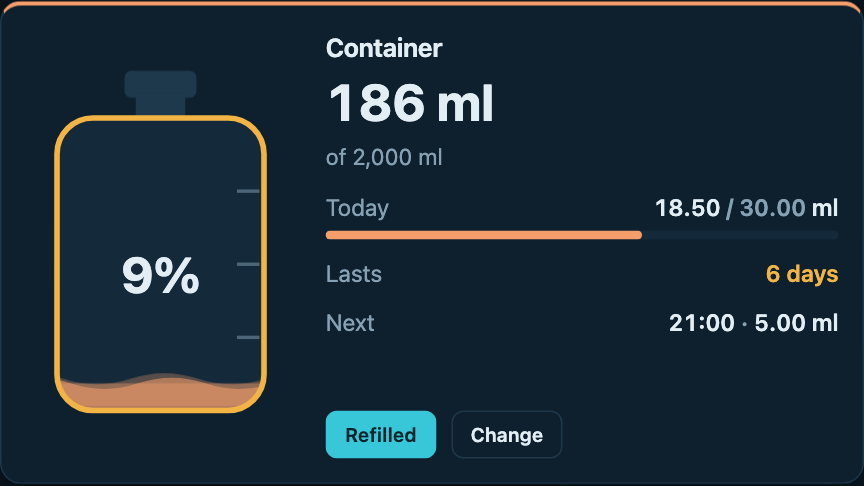 Container
186 ml
of 2,000 ml
Today 18.50 / 30.00 ml
9%
Lasts 6 days
Next 21:00 · 5.00 ml
Refilled Change